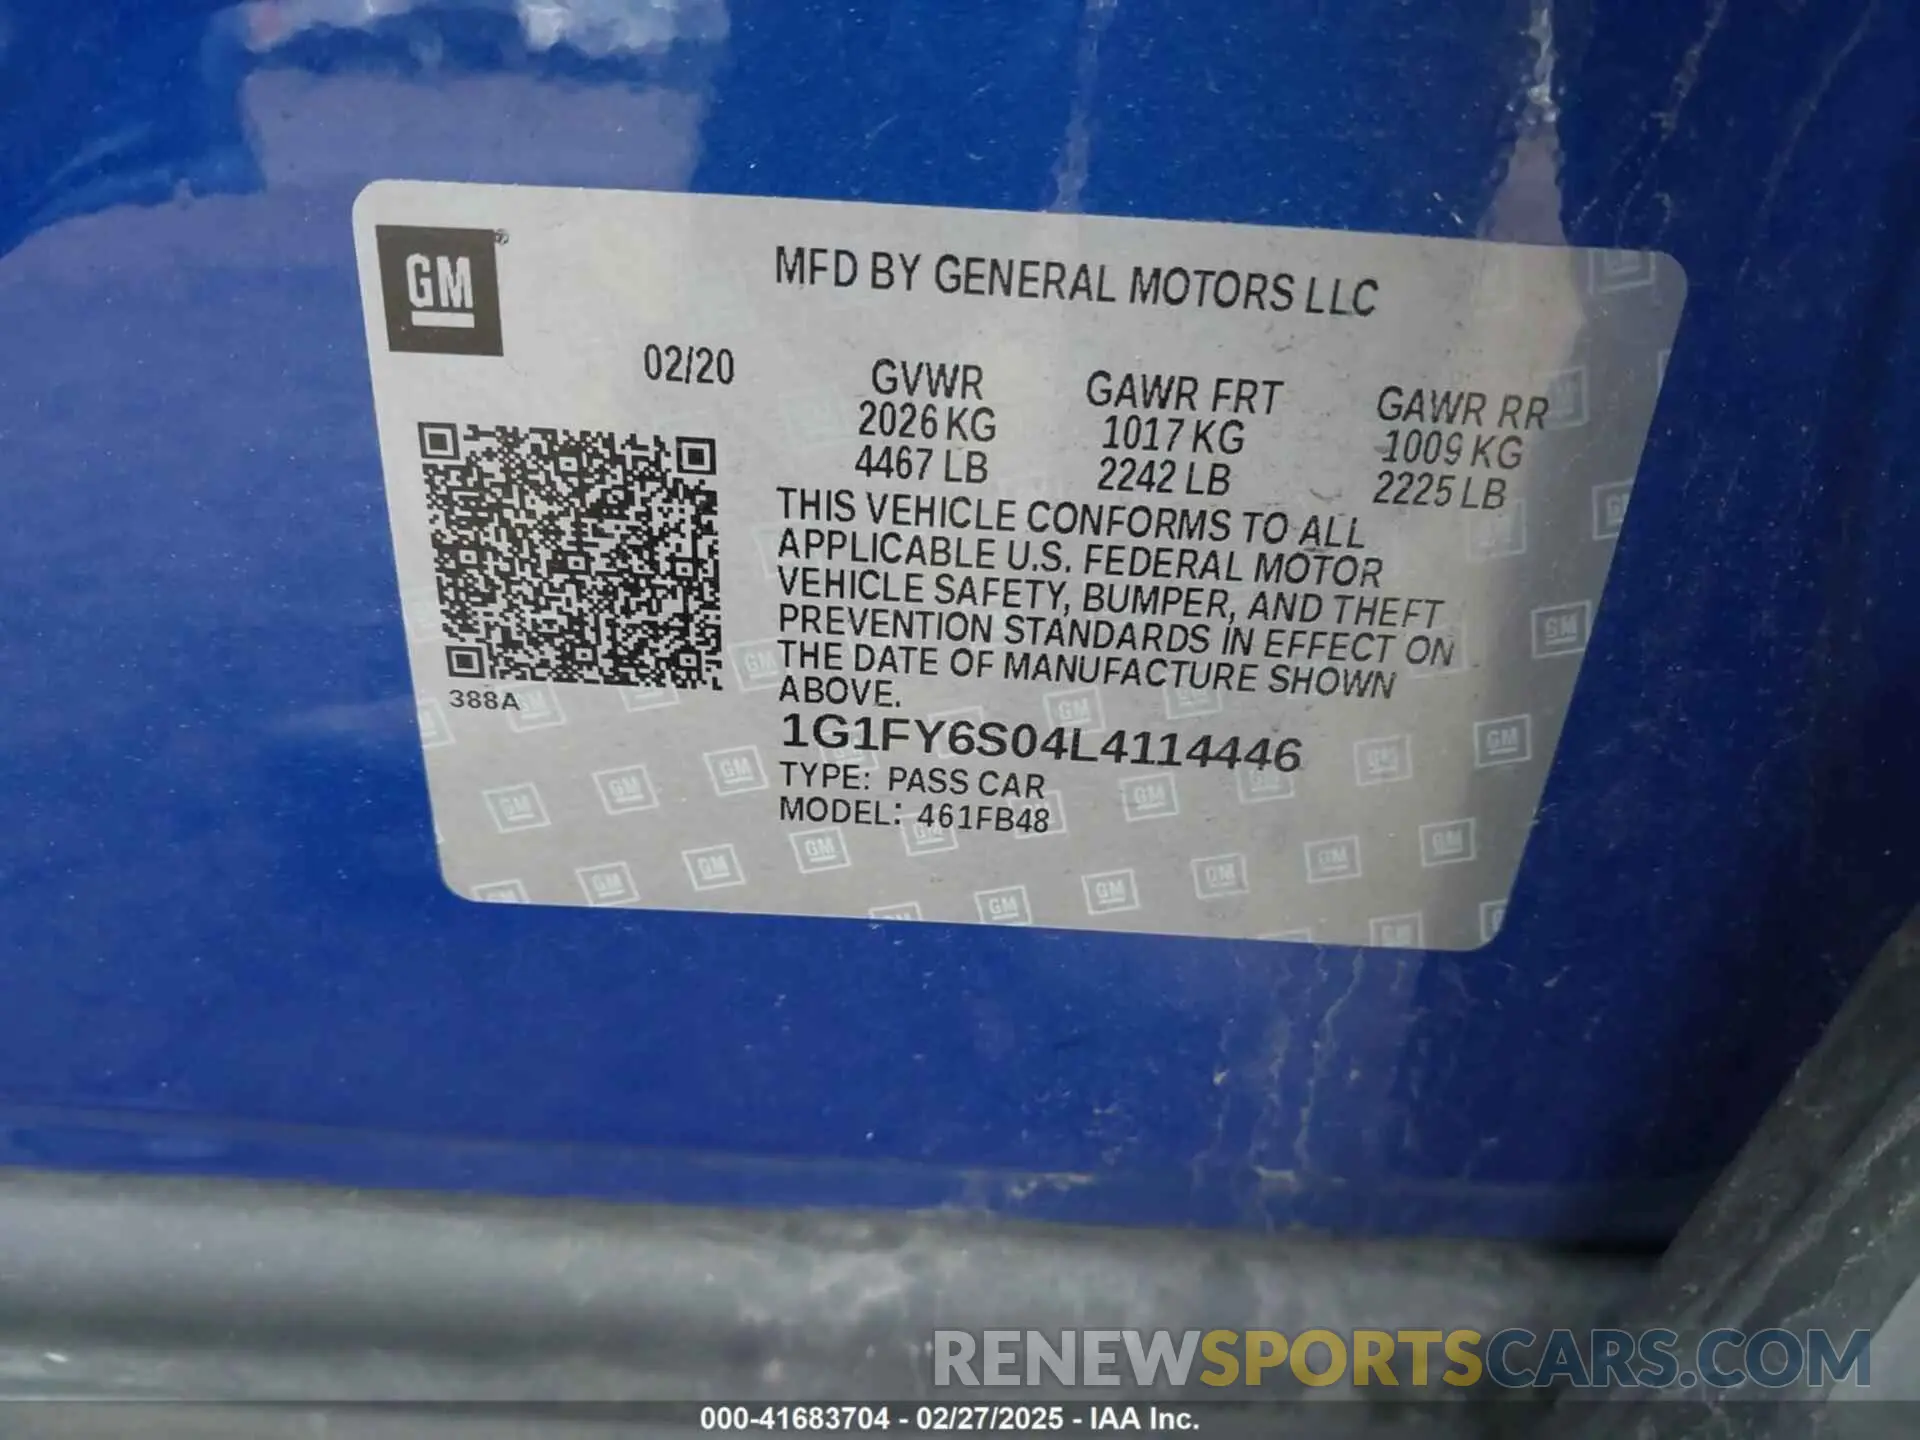 GM
MFD BY GENERAL MOTORS LLC
02/20
GVWR GAWR FRT GAWR RR
2026 KG 1017 KG 1009 KG
4467 LB 2242 LB 2225 LB
THIS VEHICLE CONFORMS TO ALL
APPLICABLE U.S. FEDERAL MOTOR
VEHICLE SAFETY, BUMPER, AND THEFT
PREVENTION STANDARDS IN EFFECT ON
THE DATE OF MANUFACTURE SHOWN
ABOVE.
388A
1G1FY6S04L4114446
TYPE: PASS CAR
MODEL: 461FB48
RENEWSPORTSCARS.COM
000-41683704 - 02/27/2025 - IAA Inc.